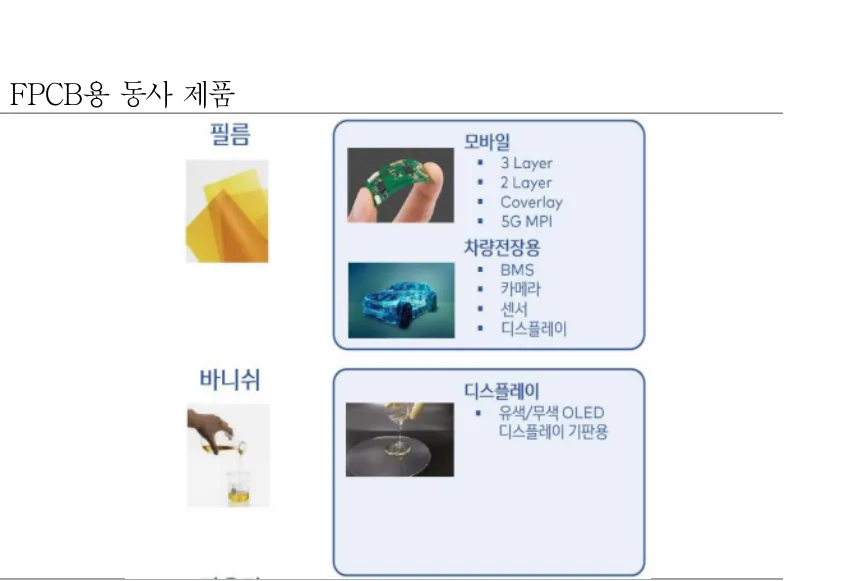 FPCB용 동사 제품
필름
모바일
▪ 3 Layer
▪ 2 Layer
▪ Coverlay
▪ 5G MPI
차량전장용
▪ BMS
▪ 카메라
▪ 센서
▪ 디스플레이
바니쉬
디스플레이
▪ 유색/무색 OLED
디스플레이 기판용